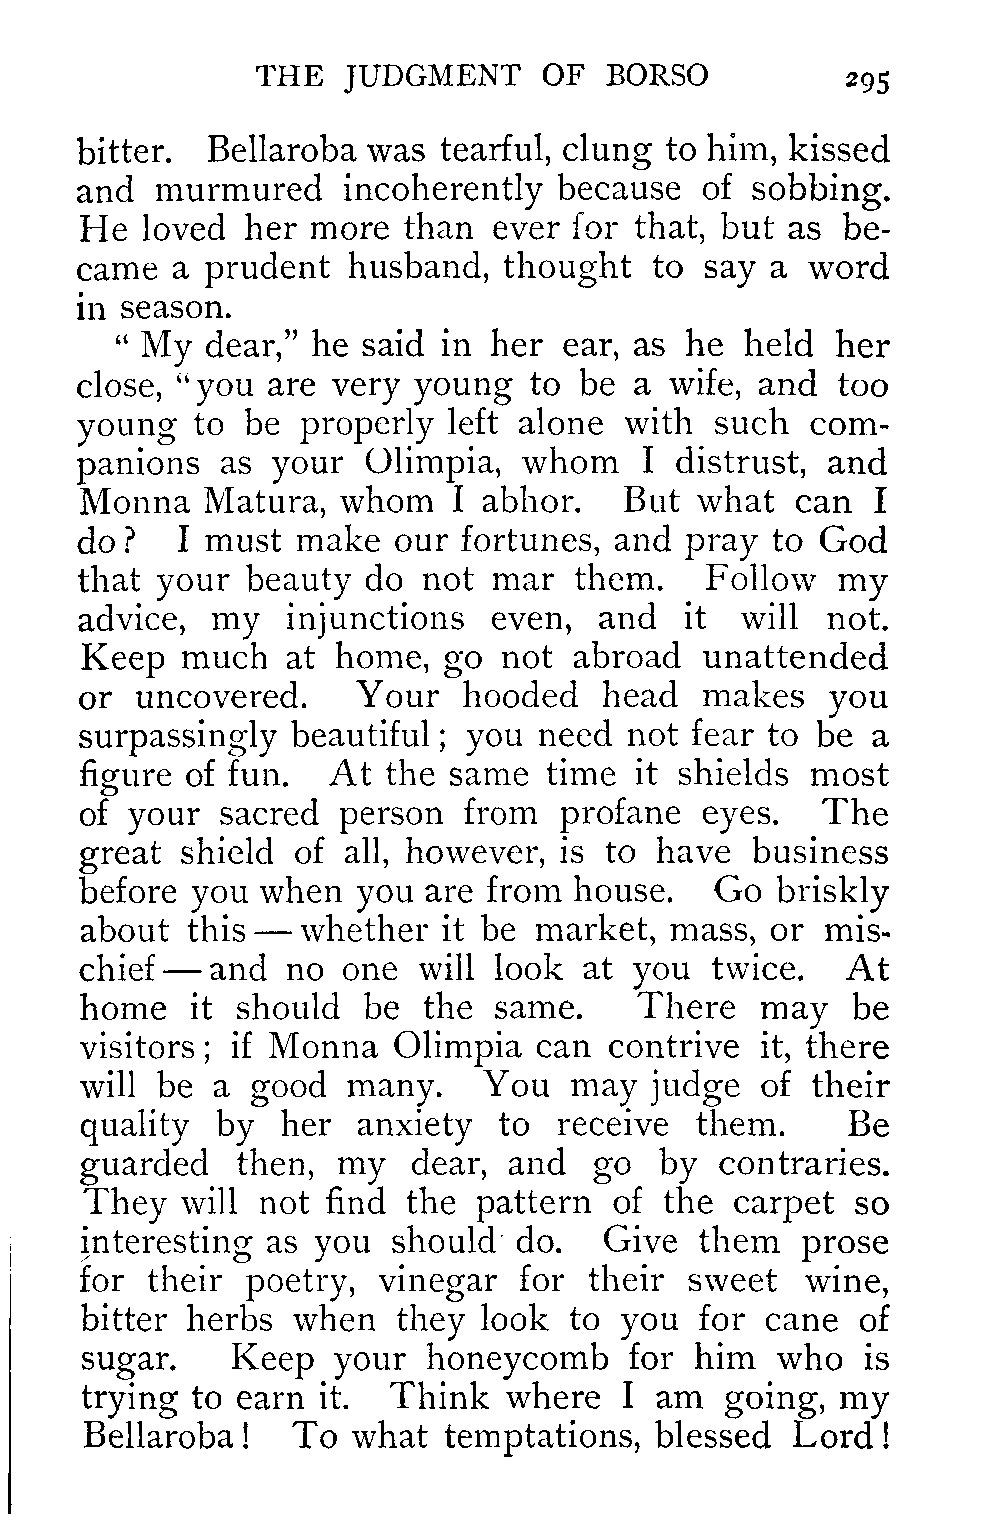 THE JUDGMENT OF BORSO 295
bitter. Bellaroba was tearful, clung to him, kissed
and murmured incoherently because of sobbing.
He loved her more than ever for that, but as be-
came a prudent husband, thought to say a word
in season.
“ My dear,” he said in her ear, as he held her
close, “you are very young to be a wife, and too
young to be properly left alone with such com-
panions as your Olimpia, whom I distrust, and
Monna Matura, whom I abhor. But what can I
do? I must make our fortunes, and pray to God
that your beauty do not mar them. Follow my
advice, my injunctions even, and it will not.
Keep much at home, go not abroad unattended
or uncovered. Your hooded head makes you
surpassingly beautiful; you need not fear to be a
figure of fun. At the same time it shields most
of your sacred person from profane eyes. The
great shield of all, however, is to have business
before you when you are from house. Go briskly
about this — whether it be market, mass, or mis-
chief — and no one will look at you twice. At
home it should be the same. There may be
visitors; if Monna Olimpia can contrive it, there
will be a good many. You may judge of their
quality by her anxiety to receive them. Be
guarded then, my dear, and go by contraries.
They will not find the pattern of the carpet so
interesting as you should do. Give them prose
for their poetry, vinegar for their sweet wine,
bitter herbs when they look to you for cane of
sugar. Keep your honeycomb for him who is
trying to earn it. Think where I am going, my
Bellaroba! To what temptations, blessed Lord!